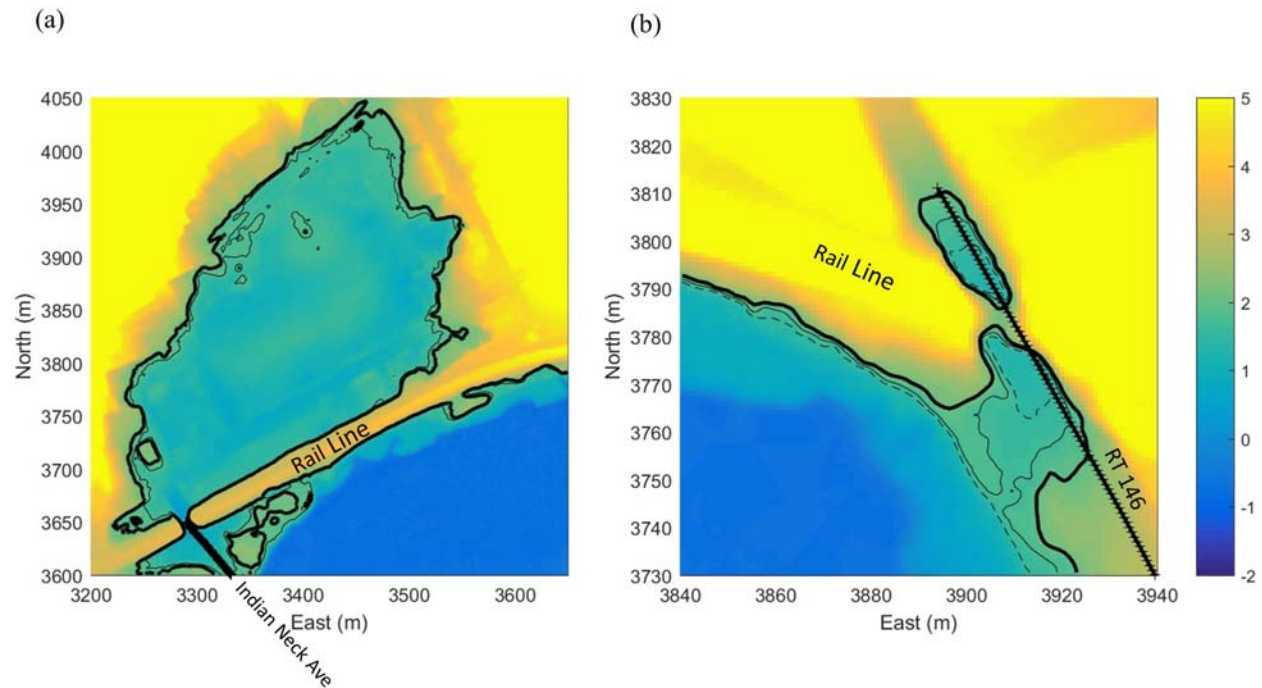 (a)
4050
4000
3950
3900
3850
3800
3750
3700
3650
3600
North (m)
3200 3300 3400 3500 3600
East (m)
Rail Line
Indian Neck Ave
(b)
3830
3820
3810
3800
3790
3780
3770
3760
3750
3740
3730
North (m)
3840 3860 3880 3900 3920 3940
East (m)
Rail Line
RT 146
5
4
3
2
1
0
-1
-2